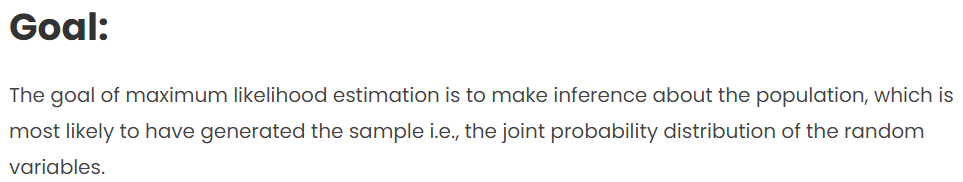 Goal:
The goal of maximum likelihood estimation is to make inference about the population, which is
most likely to have generated the sample i.e., the joint probability distribution of the random
variables.